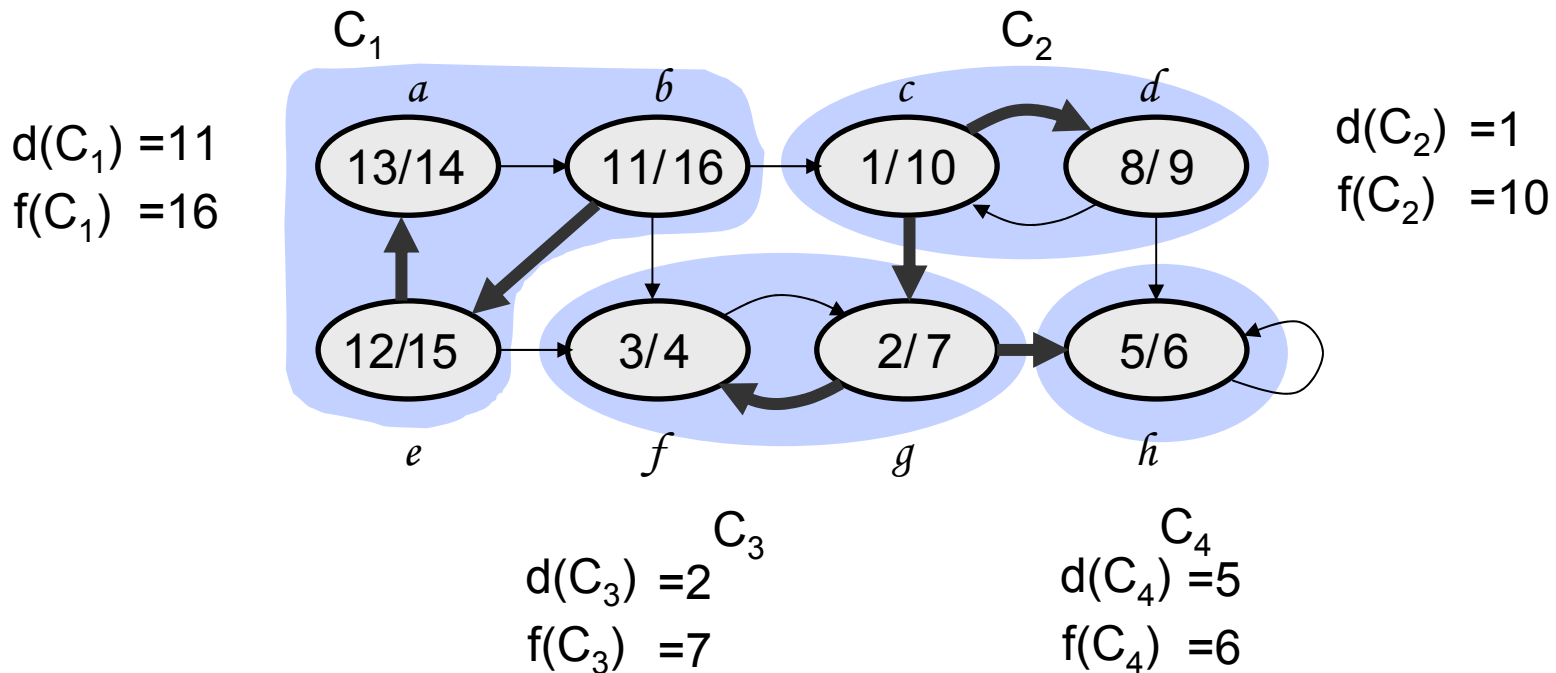 C₁ C₂
a b c d
d(C₁) =11
f(C₁) =16
13/14 11/16 1/10 8/9
d(C₂) =1
f(C₂) =10
12/15 3/4 2/7 5/6
e f g h
C₃ C₄
d(C₃) =2 d(C₄) =5
f(C₃) =7 f(C₄) =6